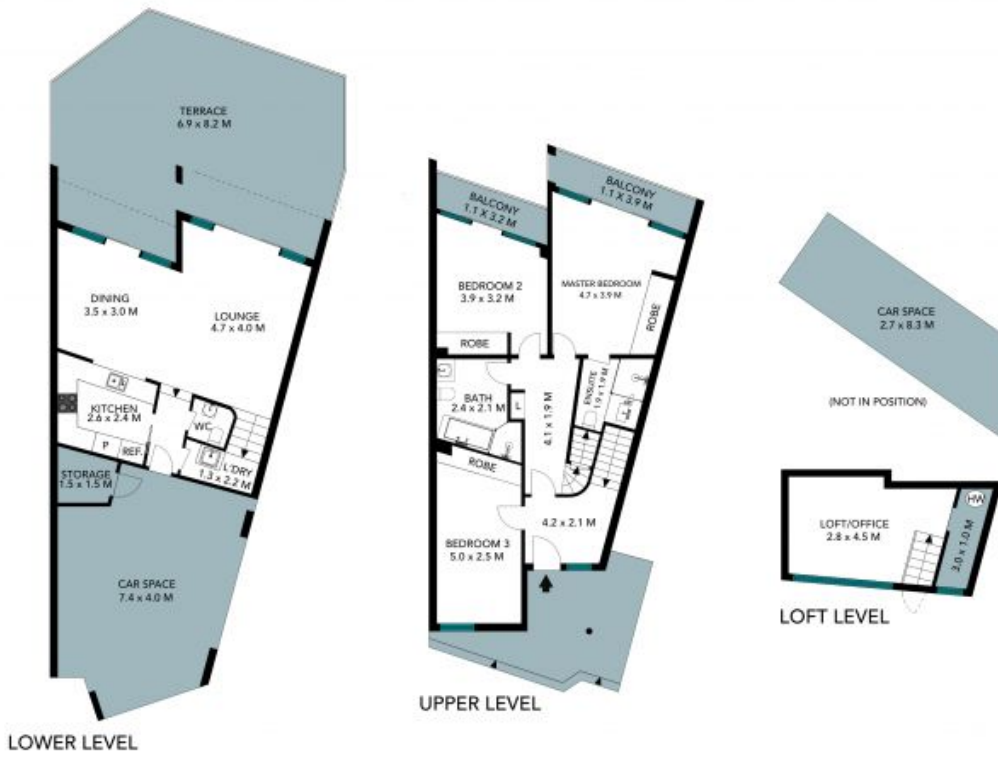 TERRACE
6.9 x 8.2 M
DINING
3.5 x 3.0 M
LOUNGE
4.7 x 4.0 M
KITCHEN
2.6 x 2.4 M
P
REF.
WC
L'DRY
1.3 x 2.2 M
STORAGE
1.5 x 1.5 M
CAR SPACE
7.4 x 4.0 M
LOWER LEVEL
BALCONY
1.1 X 3.2 M
BALCONY
1.1 X 3.9 M
BEDROOM 2
3.9 x 3.2 M
MASTER BEDROOM
4.7 x 3.9 M
ROBE
ROBE
BATH
2.4 x 2.1 M
L
4.1 x 1.9 M
ENSUITE
1.9 x 1.9 M
ROBE
BEDROOM 3
5.0 x 2.5 M
4.2 x 2.1 M
UPPER LEVEL
CAR SPACE
2.7 x 8.3 M
(NOT IN POSITION)
LOFT/OFFICE
2.8 x 4.5 M
HW
3.0 x 1.0 M
LOFT LEVEL